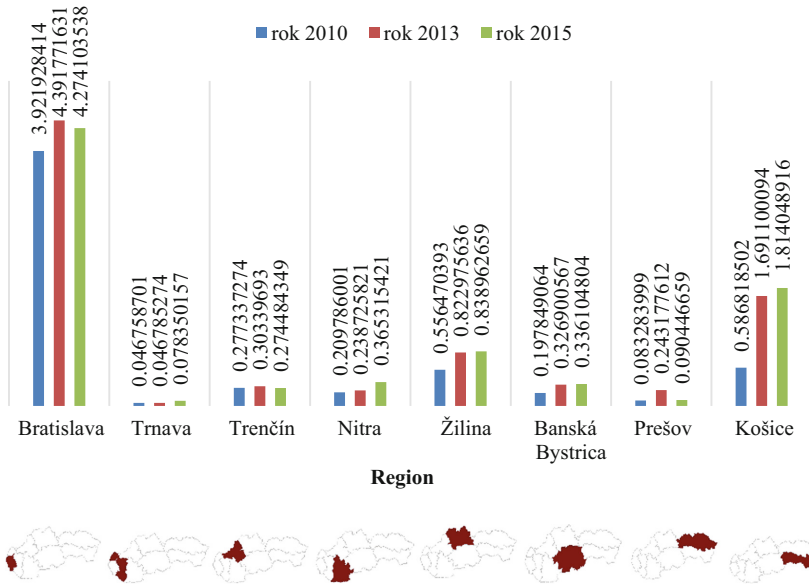 rok 2010 rok 2013 rok 2015
3.921928414
4.391771631
4.274103538
0.046758701
0.046785274
0.078350157
0.277337274
0.30339693
0.274484349
0.209786001
0.238725821
0.365315421
0.556470393
0.822975636
0.838962659
0.197849064
0.326900567
0.336104804
0.083283999
0.243177612
0.090446659
0.586818502
1.691100094
1.814048916
Bratislava
Trnava
Trenčín
Nitra
Žilina
Banská
Bystrica
Prešov
Košice
Region